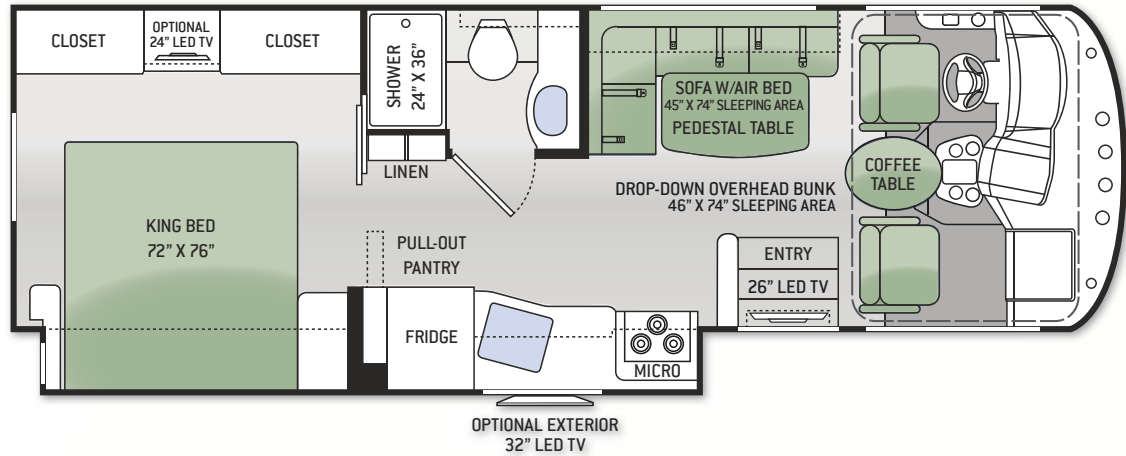 CLOSET
OPTIONAL
24" LED TV
CLOSET
SHOWER
24" X 36"
LINEN
SOFA W/AIR BED
45" X 74" SLEEPING AREA
PEDESTAL TABLE
COFFEE
TABLE
DROP-DOWN OVERHEAD BUNK
46" X 74" SLEEPING AREA
KING BED
72" X 76"
PULL-OUT
PANTRY
ENTRY
26" LED TV
FRIDGE
MICRO
OPTIONAL EXTERIOR
32" LED TV